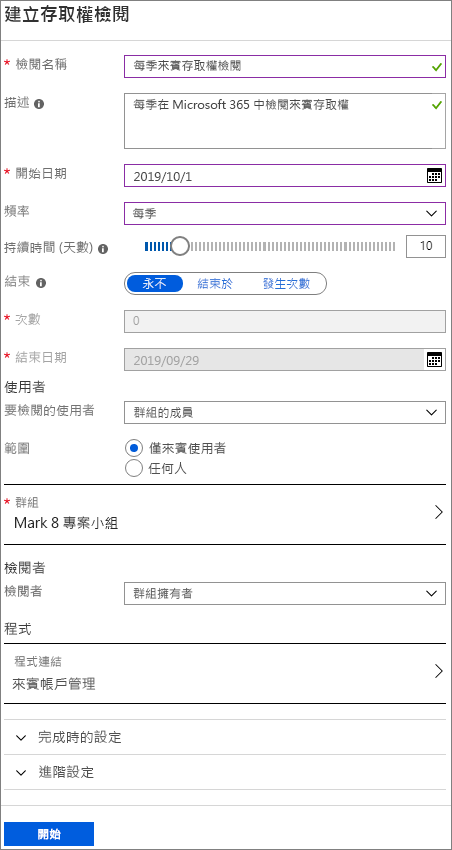 建立存取權檢閱
* 檢閱名稱 每季來賓存取權檢閱
描述 每季在 Microsoft 365 中檢閱來賓存取權
* 開始日期 2019/10/1
頻率 每季
持續時間 (天數) 10
結束 永不 結束於 發生次數
* 次數 0
* 結束日期 2019/09/29
使用者
要檢閱的使用者 群組的成員
範圍 僅來賓使用者
任何人
* 群組
Mark 8 專案小組
檢閱者
檢閱者 群組擁有者
程式
程式連結
來賓帳戶管理
完成時的設定
進階設定
開始